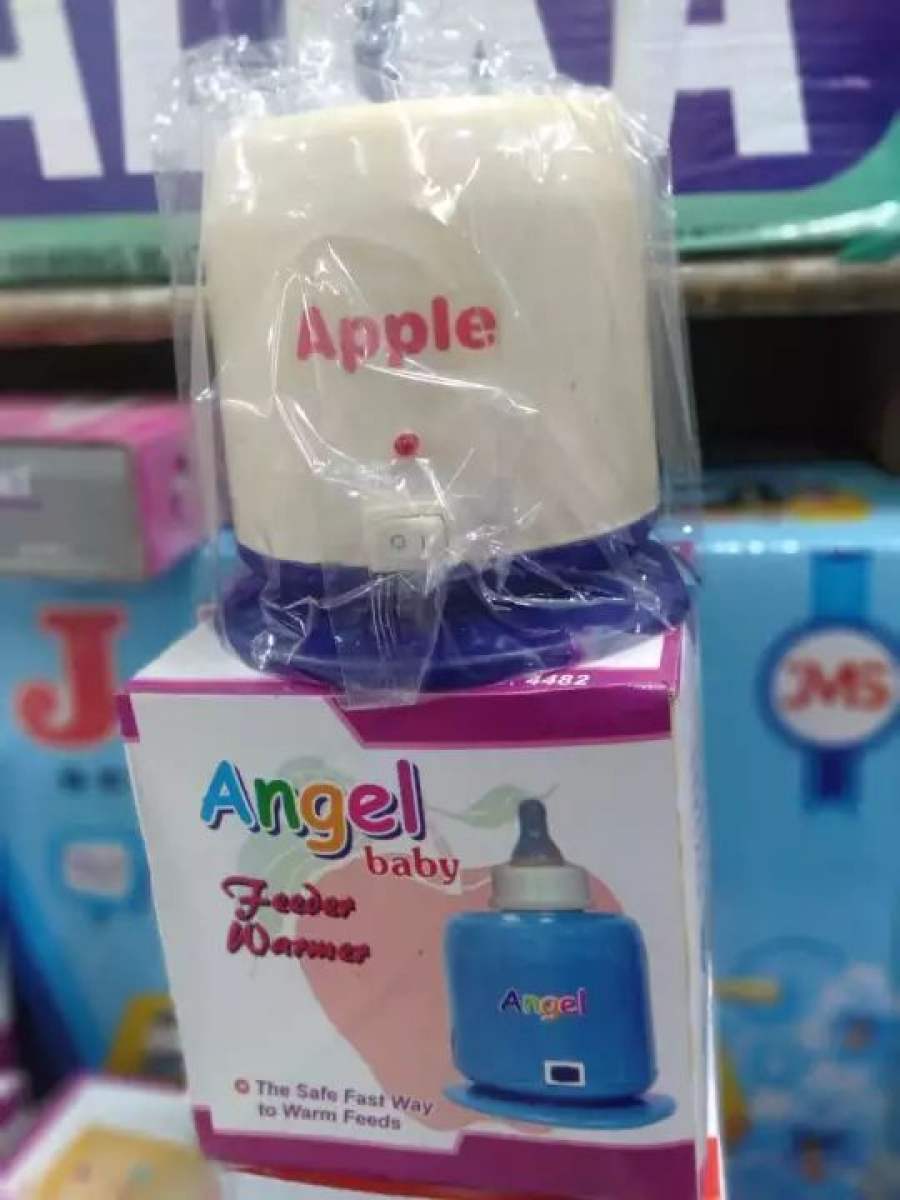 Apple
O I
4482
Angel
baby
Feeder
Warmer
Angel
The Safe Fast Way
to Warm Feeds
J
JMS